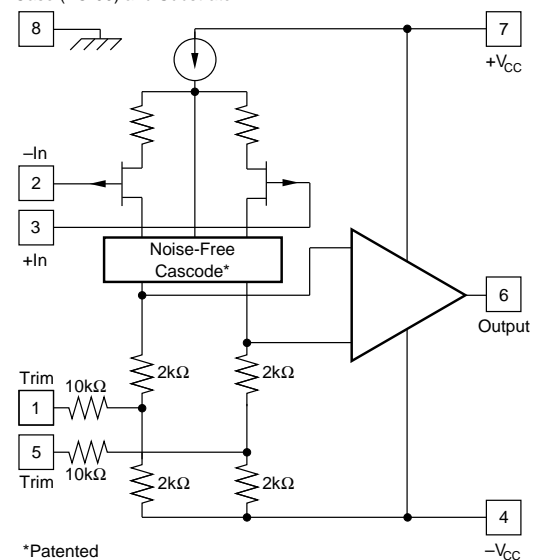 8
7
+VCC
–In
2
3
+In
Noise-Free
Cascode*
6
Output
2kΩ
2kΩ
Trim
10kΩ
1
5
10kΩ
Trim
2kΩ
2kΩ
4
–VCC
*Patented